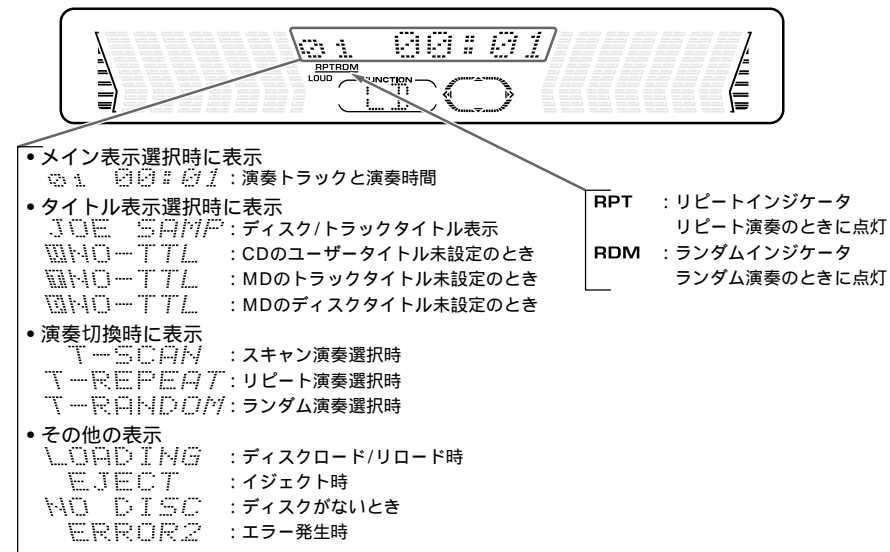 01 00:01
RPTRDM
LOUD FUNCTION
CD
• メイン表示選択時に表示
01 00:01 : 演奏トラックと演奏時間
• タイトル表示選択時に表示
JOE SAMP : ディスク/トラックタイトル表示
NO-TTL : CDのユーザータイトル未設定のとき
NO-TTL : MDのトラックタイトル未設定のとき
NO-TTL : MDのディスクタイトル未設定のとき
• 演奏切換時に表示
T-SCAN : スキャン演奏選択時
T-REPEAT : リピート演奏選択時
T-RANDOM : ランダム演奏選択時
• その他の表示
LOADING : ディスクロード/リロード時
EJECT : イジェクト時
NO DISC : ディスクがないとき
ERROR2 : エラー発生時
RPT : リピートインジケータ
リピート演奏のときに点灯
RDM : ランダムインジケータ
ランダム演奏のときに点灯